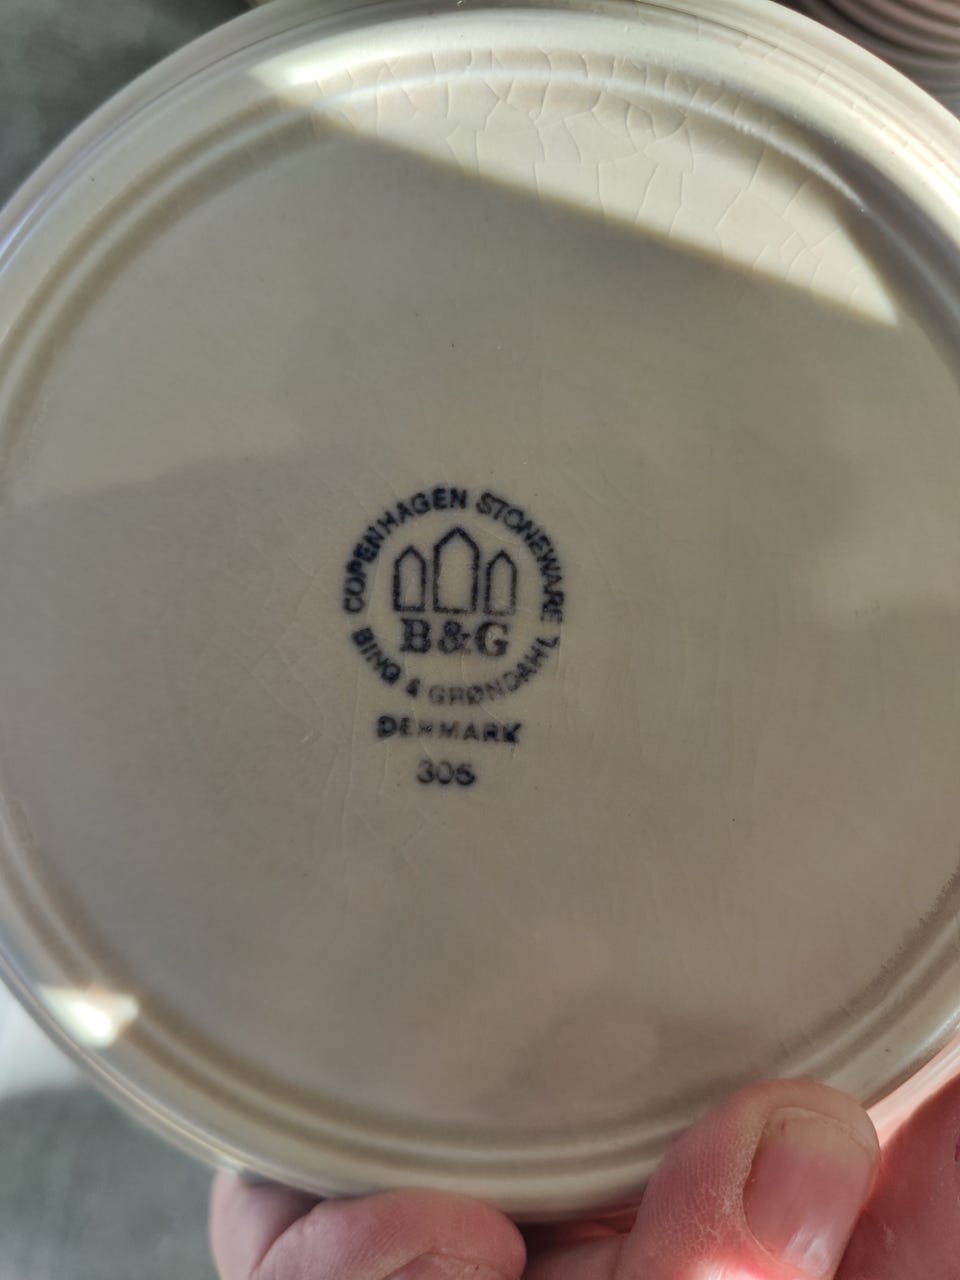 COPENHAGEN STONEWARE
B&G
BING & GRØNDAHL
DENMARK
305